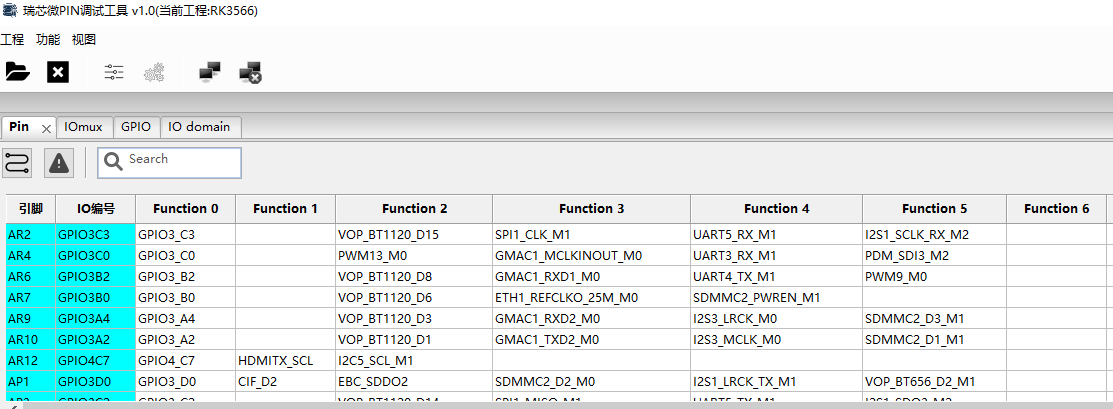 瑞芯微PIN调试工具 v1.0(当前工程:RK3566)
工程 功能 视图
Pin IOmux GPIO IO domain
Search
引脚 IO编号 Function 0 Function 1 Function 2 Function 3 Function 4 Function 5 Function 6
AR2 GPIO3C3 GPIO3_C3 VOP_BT1120_D15 SPI1_CLK_M1 UART5_RX_M1 I2S1_SCLK_RX_M2
AR4 GPIO3C0 GPIO3_C0 PWM13_M0 GMAC1_MCLKINOUT_M0 UART3_RX_M1 PDM_SDI3_M2
AR6 GPIO3B2 GPIO3_B2 VOP_BT1120_D8 GMAC1_RXD1_M0 UART4_TX_M1 PWM9_M0
AR7 GPIO3B0 GPIO3_B0 VOP_BT1120_D6 ETH1_REFCLKO_25M_M0 SDMMC2_PWREN_M1
AR9 GPIO3A4 GPIO3_A4 VOP_BT1120_D3 GMAC1_RXD2_M0 I2S3_LRCK_M0 SDMMC2_D3_M1
AR10 GPIO3A2 GPIO3_A2 VOP_BT1120_D1 GMAC1_TXD2_M0 I2S3_MCLK_M0 SDMMC2_D1_M1
AR12 GPIO4C7 GPIO4_C7 HDMITX_SCL I2C5_SCL_M1
AP1 GPIO3D0 GPIO3_D0 CIF_D2 EBC_SDDO2 SDMMC2_D2_M0 I2S1_LRCK_TX_M1 VOP_BT656_D2_M1